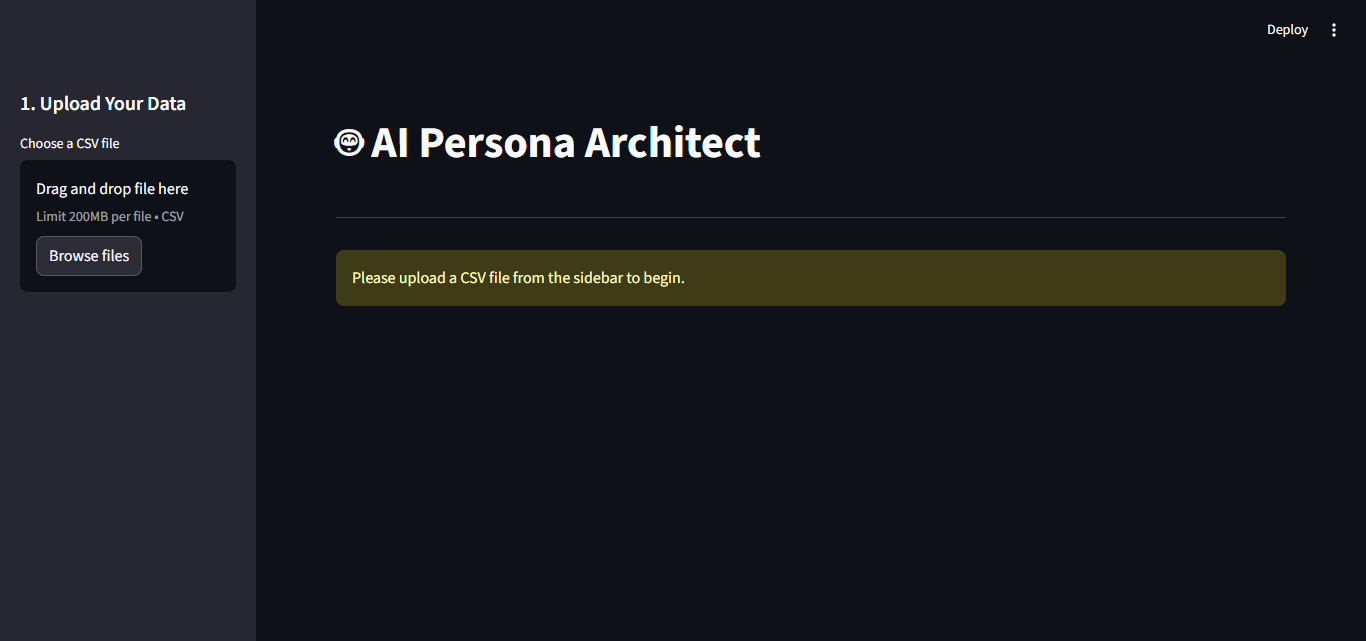 Deploy
1. Upload Your Data
Choose a CSV file
Drag and drop file here
Limit 200MB per file • CSV
Browse files
AI Persona Architect
Please upload a CSV file from the sidebar to begin.